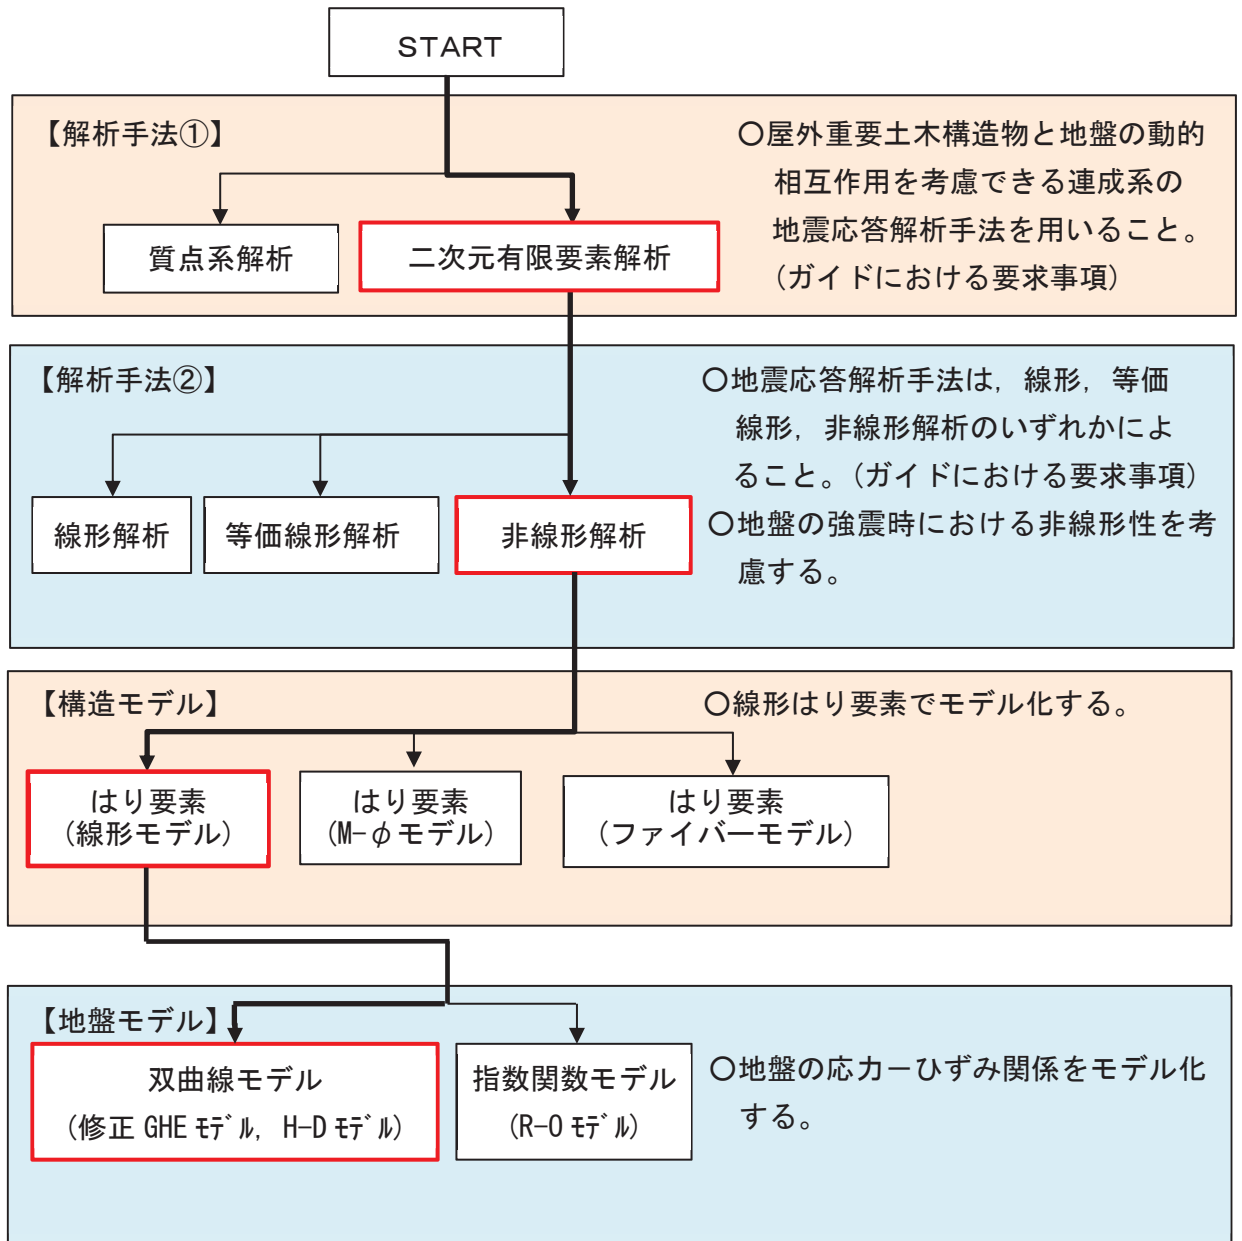 START
【解析手法①】
○屋外重要土木構造物と地盤の動的
相互作用を考慮できる連成系の
地震応答解析手法を用いること。
(ガイドにおける要求事項)
質点系解析
二次元有限要素解析
【解析手法②】
○地震応答解析手法は，線形，等価
線形，非線形解析のいずれかによ
ること。(ガイドにおける要求事項)
○地盤の強震時における非線形性を考
慮する。
線形解析
等価線形解析
非線形解析
【構造モデル】
○線形はり要素でモデル化する。
はり要素
(線形モデル)
はり要素
(M-φモデル)
はり要素
(ファイバーモデル)
【地盤モデル】
双曲線モデル
(修正 GHE ﾓﾃﾞﾙ，H-D ﾓﾃﾞﾙ)
指数関数モデル
(R-O ﾓﾃﾞﾙ)
○地盤の応力－ひずみ関係をモデル化
する。